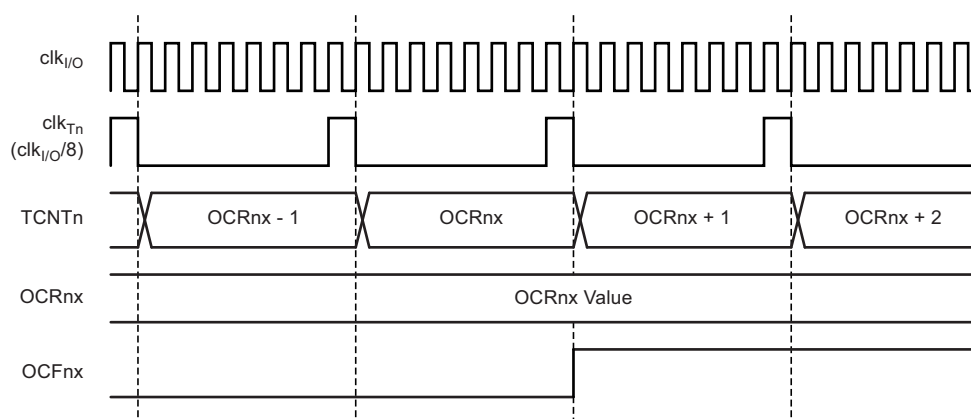 clkI/O
clkTn
(clkI/O/8)
TCNTn OCRnx - 1 OCRnx OCRnx + 1 OCRnx + 2
OCRnx OCRnx Value
OCFnx